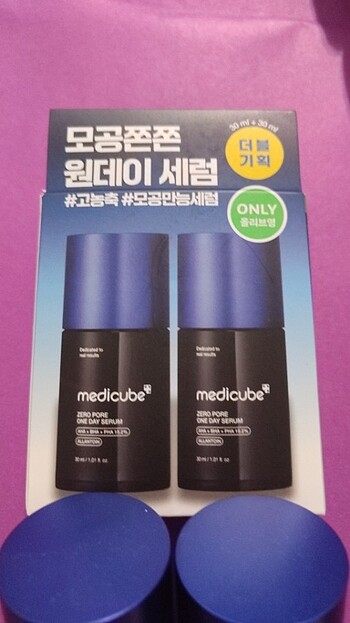 모공쫀쫀
원데이 세럼
#고농축 #모공만능세럼
30 ml + 30 ml
더블
기획
ONLY
올리브영
Dedicated to
real results
medicube
ZERO PORE
ONE DAY SERUM
AHA + BHA + PHA 15.2%
ALLANTOIN
30 ml / 1.01 fl. oz.
Dedicated to
real results
medicube
ZERO PORE
ONE DAY SERUM
AHA + BHA + PHA 15.2%
ALLANTOIN
30 ml / 1.01 fl. oz.